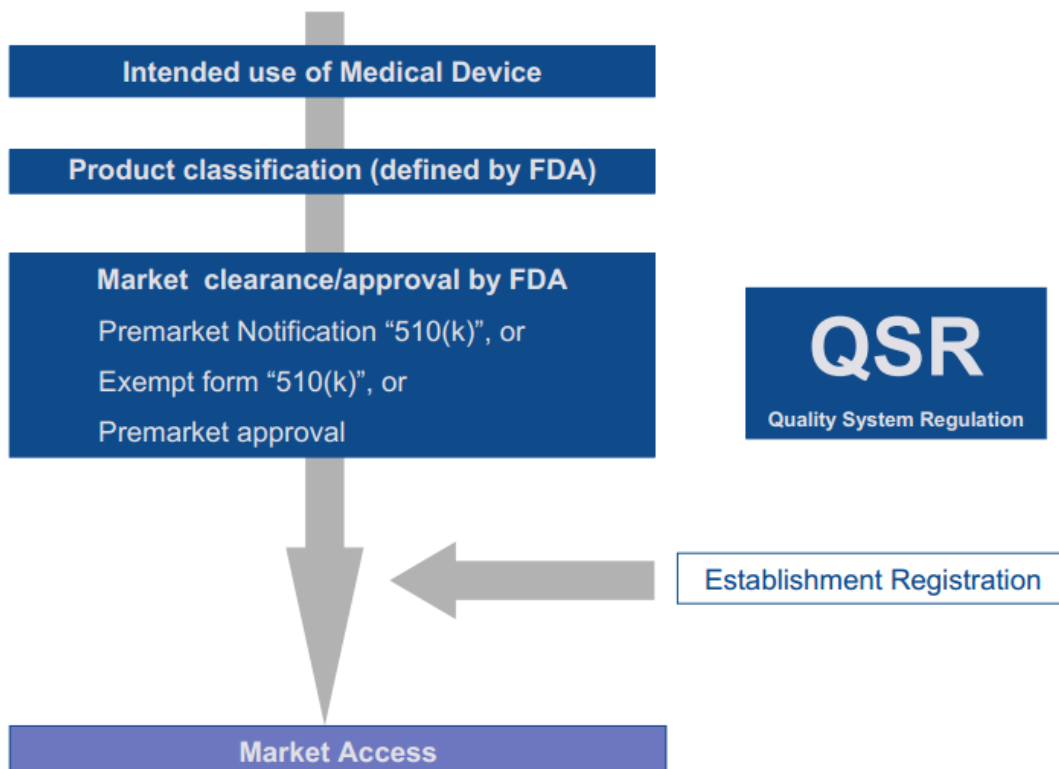 Intended use of Medical Device
Product classification (defined by FDA)
Market clearance/approval by FDA
Premarket Notification “510(k)”, or
Exempt form “510(k)”, or
Premarket approval
QSR
Quality System Regulation
Establishment Registration
Market Access